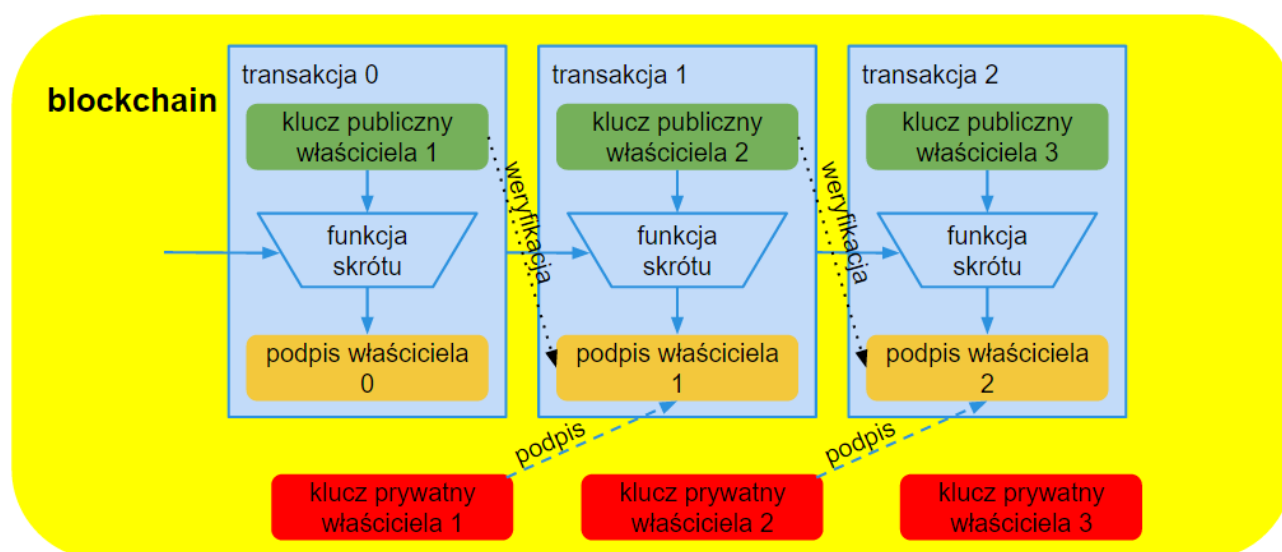 blockchain
transakcja 0
klucz publiczny
właściciela 1
funkcja
skrótu
podpis właściciela
0
weryfikacja
transakcja 1
klucz publiczny
właściciela 2
funkcja
skrótu
podpis właściciela
1
weryfikacja
transakcja 2
klucz publiczny
właściciela 3
funkcja
skrótu
podpis właściciela
2
podpis
podpis
klucz prywatny
właściciela 1
klucz prywatny
właściciela 2
klucz prywatny
właściciela 3